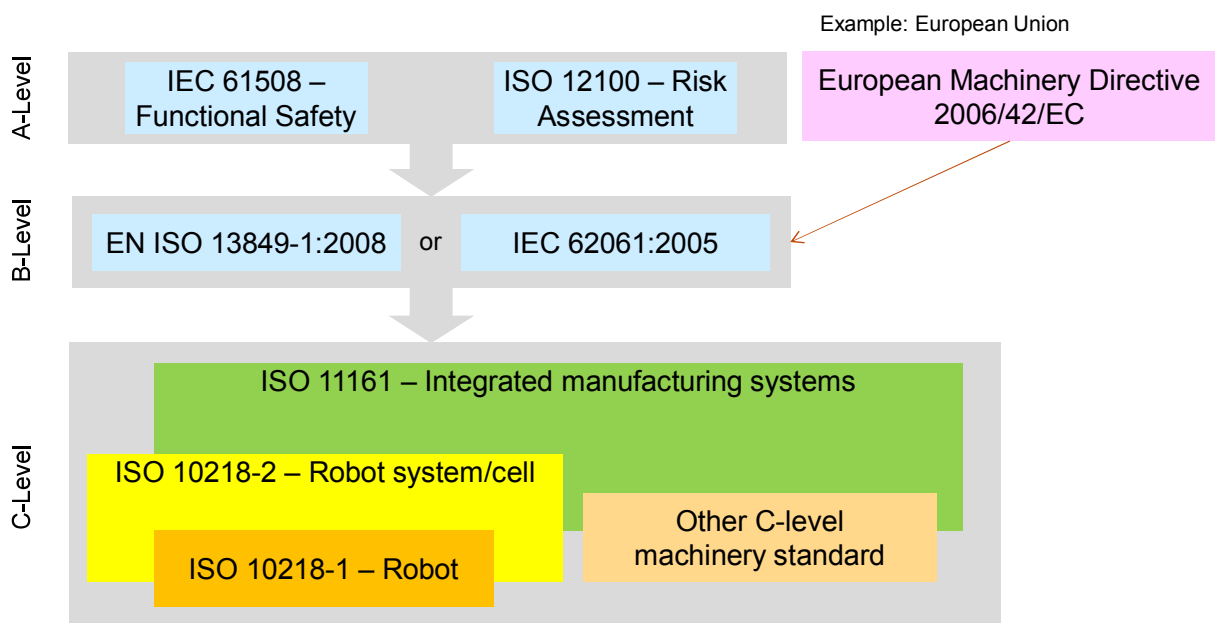 Example: European Union
A-Level
IEC 61508 –
Functional Safety
ISO 12100 – Risk
Assessment
European Machinery Directive
2006/42/EC
B-Level
EN ISO 13849-1:2008
or
IEC 62061:2005
C-Level
ISO 11161 – Integrated manufacturing systems
ISO 10218-2 – Robot system/cell
Other C-level
machinery standard
ISO 10218-1 – Robot